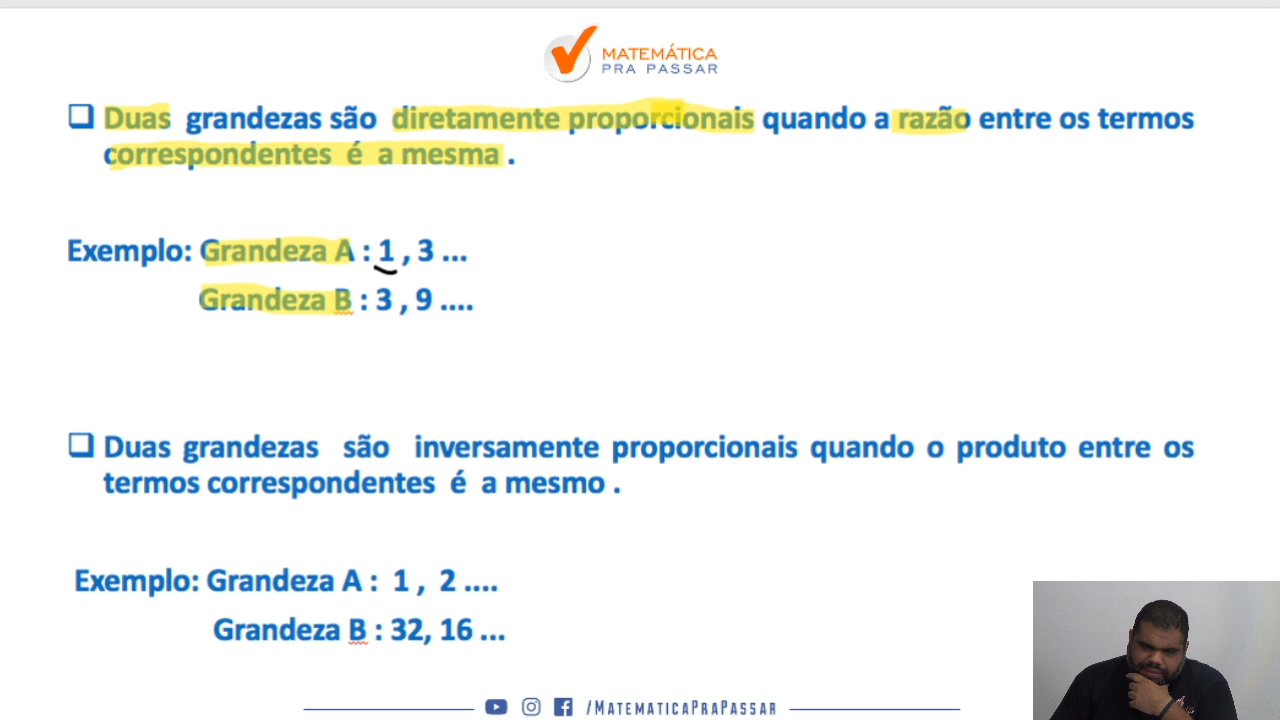 MATEMÁTICA
PRA PASSAR
Duas grandezas são diretamente proporcionais quando a razão entre os termos
correspondentes é a mesma .
Exemplo: Grandeza A : 1 , 3 ...
Grandeza B : 3 , 9 ....
Duas grandezas são inversamente proporcionais quando o produto entre os
termos correspondentes é a mesmo .
Exemplo: Grandeza A : 1 , 2 ....
Grandeza B : 32, 16 ...
/MATEMATICAPRAPASSAR